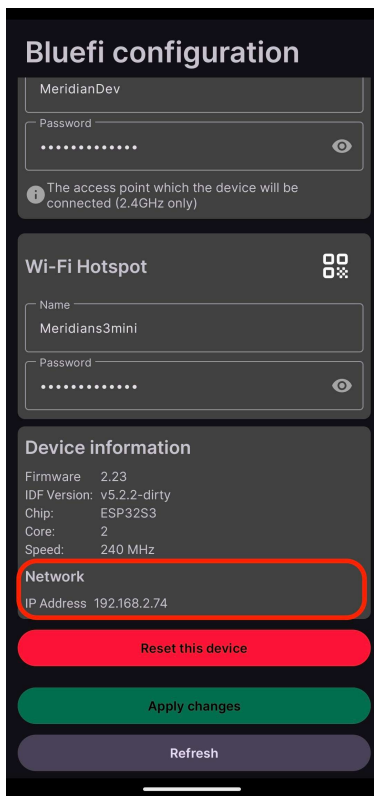 Bluefi configuration
MeridianDev
Password
•••••••••••••
The access point which the device will be
connected (2.4GHz only)
Wi-Fi Hotspot
Name
Meridians3mini
Password
•••••••••••••
Device information
Firmware 2.23
IDF Version: v5.2.2-dirty
Chip: ESP32S3
Core: 2
Speed: 240 MHz
Network
IP Address 192.168.2.74
Reset this device
Apply changes
Refresh